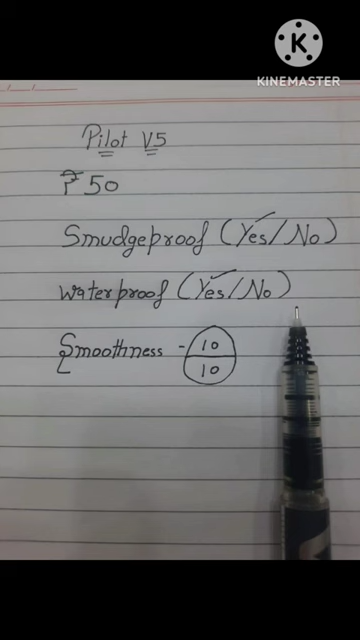 KINEMASTER
Pilot V5
₹ 50
Smudgeproof (Yes/No)
Waterproof (Yes/No)
Smoothness - 10/10